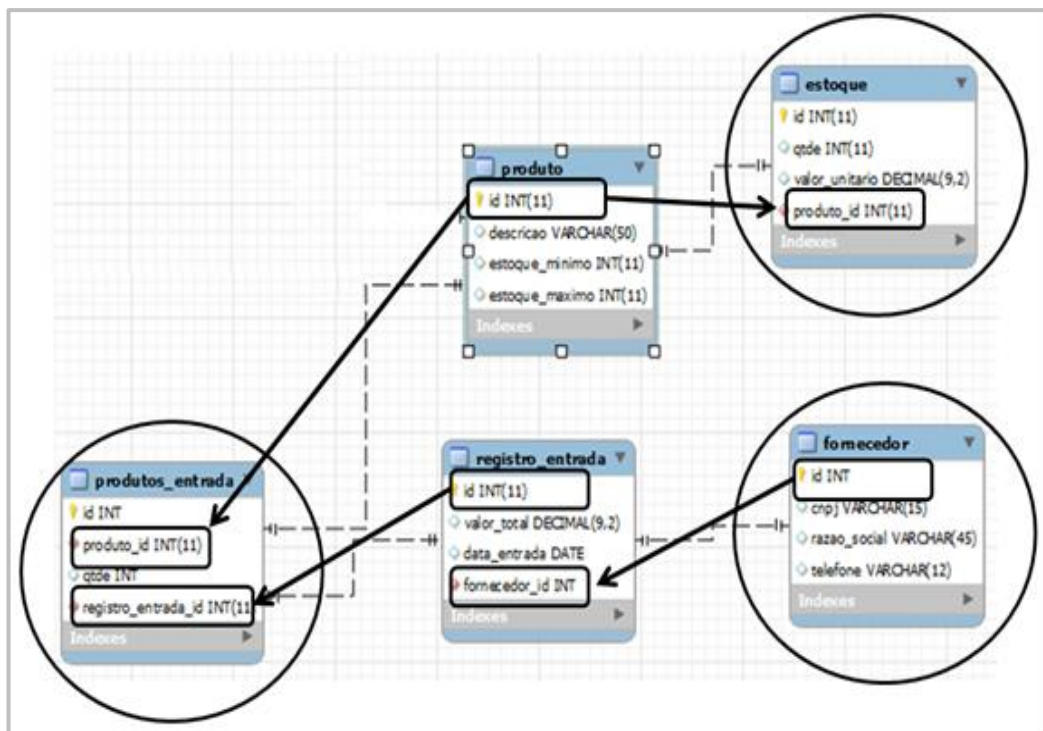 estoque
id INT(11)
qtde INT(11)
valor_unitario DECIMAL(9,2)
produto_id INT(11)
Indexes
produto
id INT(11)
descricao VARCHAR(50)
estoque_minimo INT(11)
estoque_maximo INT(11)
Indexes
produtos_entrada
id INT
produto_id INT(11)
qtde INT
registro_entrada_id INT(11
Indexes
registro_entrada
id INT(11)
valor_total DECIMAL(9,2)
data_entrada DATE
fornecedor_id INT
Indexes
fornecedor
id INT
cnpj VARCHAR(15)
razao_social VARCHAR(45)
telefone VARCHAR(12)
Indexes